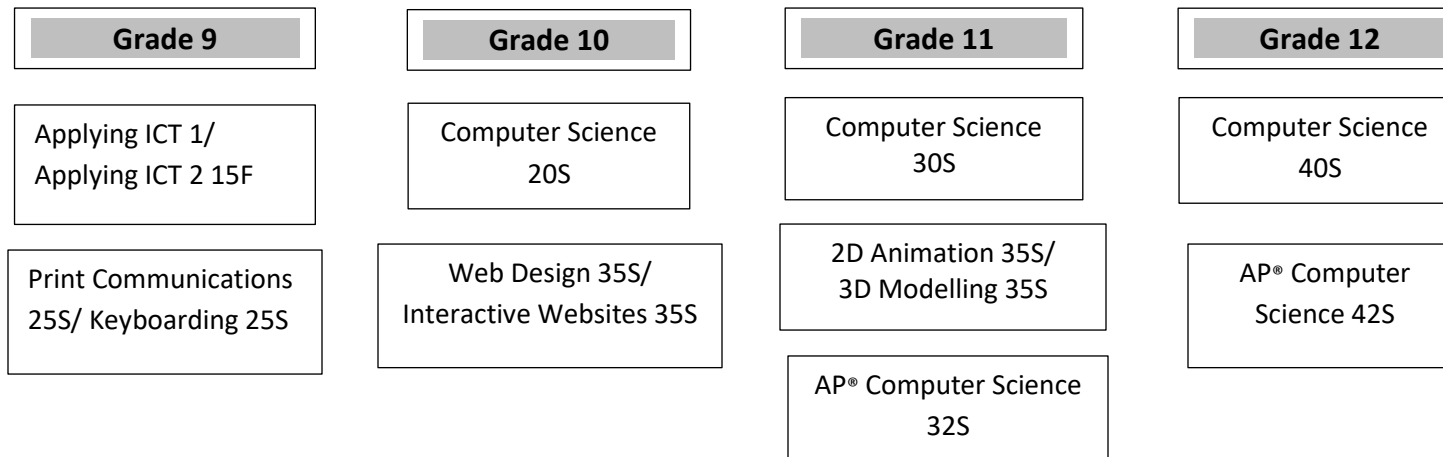 Grade 9
Applying ICT 1/
Applying ICT 2 15F
Print Communications
25S/ Keyboarding 25S
Grade 10
Computer Science
20S
Web Design 35S/
Interactive Websites 35S
Grade 11
Computer Science
30S
2D Animation 35S/
3D Modelling 35S
AP® Computer Science
32S
Grade 12
Computer Science
40S
AP® Computer
Science 42S